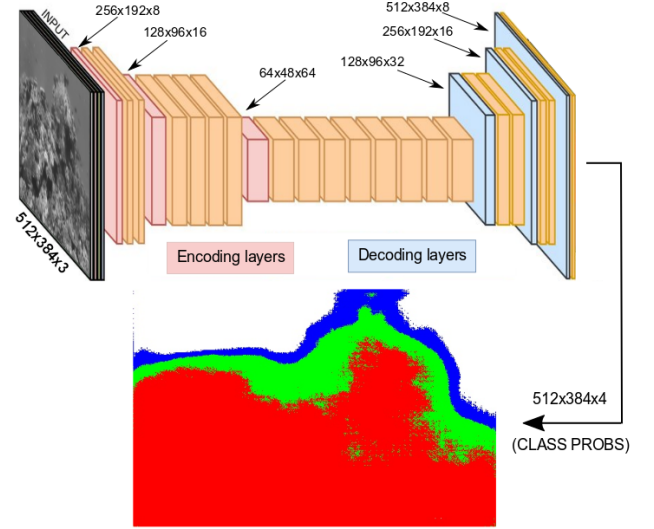 INPUT
256x192x8
128x96x16
64x48x64
512x384x8
256x192x16
128x96x32
512x384x3
Encoding layers
Decoding layers
512x384x4
(CLASS PROBS)